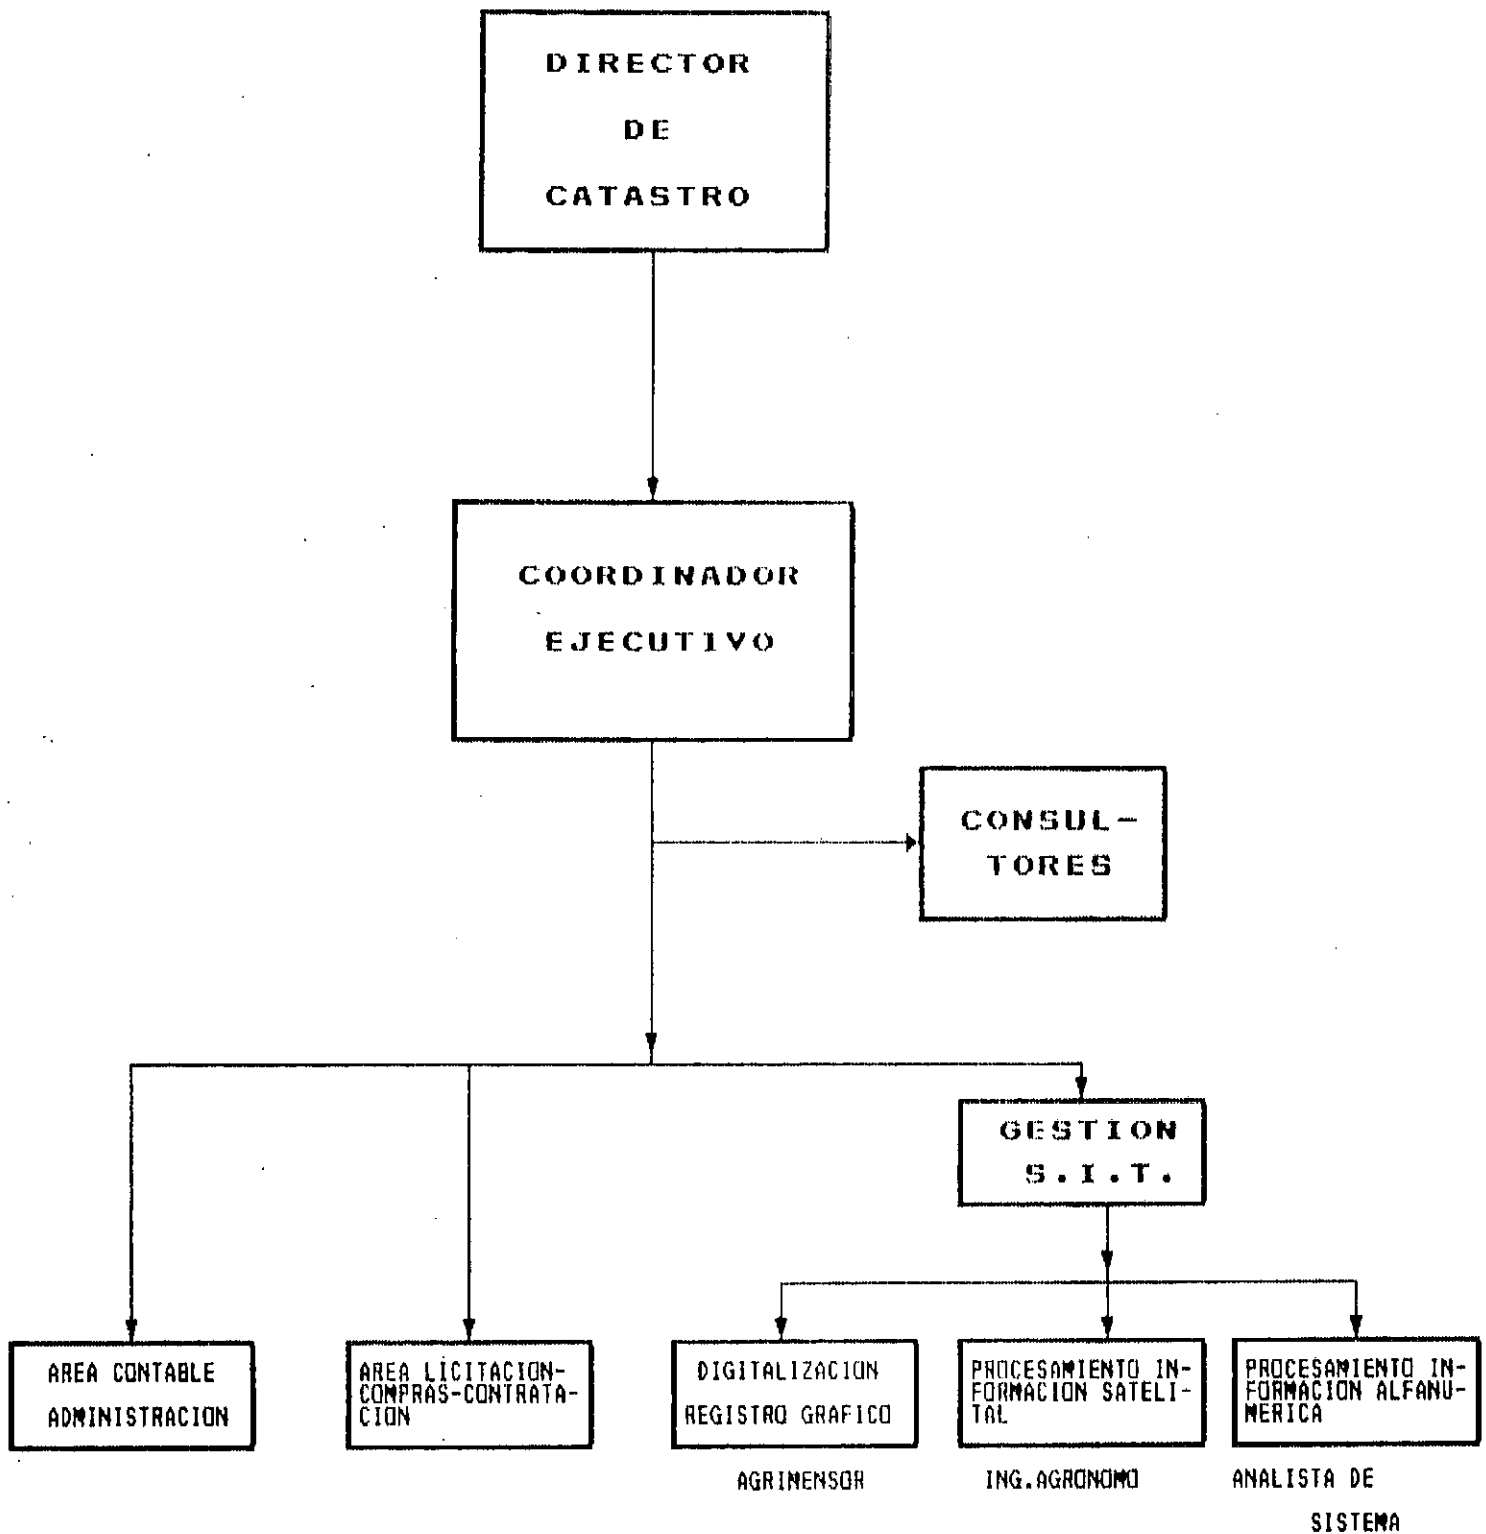 DIRECTOR
DE
CATASTRO
COORDINADOR
EJECUTIVO
CONSUL-
TORES
GESTION
S.I.T.
AREA CONTABLE
ADMINISTRACION
AREA LICITACION-
COMPRAS-CONTRATA-
CION
DIGITALIZACION
REGISTRO GRAFICO
PROCESAMIENTO IN-
FORMACION SATELI-
TAL
PROCESAMIENTO IN-
FORMACION ALFANU-
MERICA
AGRIMENSOR
ING.AGRONOMO
ANALISTA DE
SISTEMA